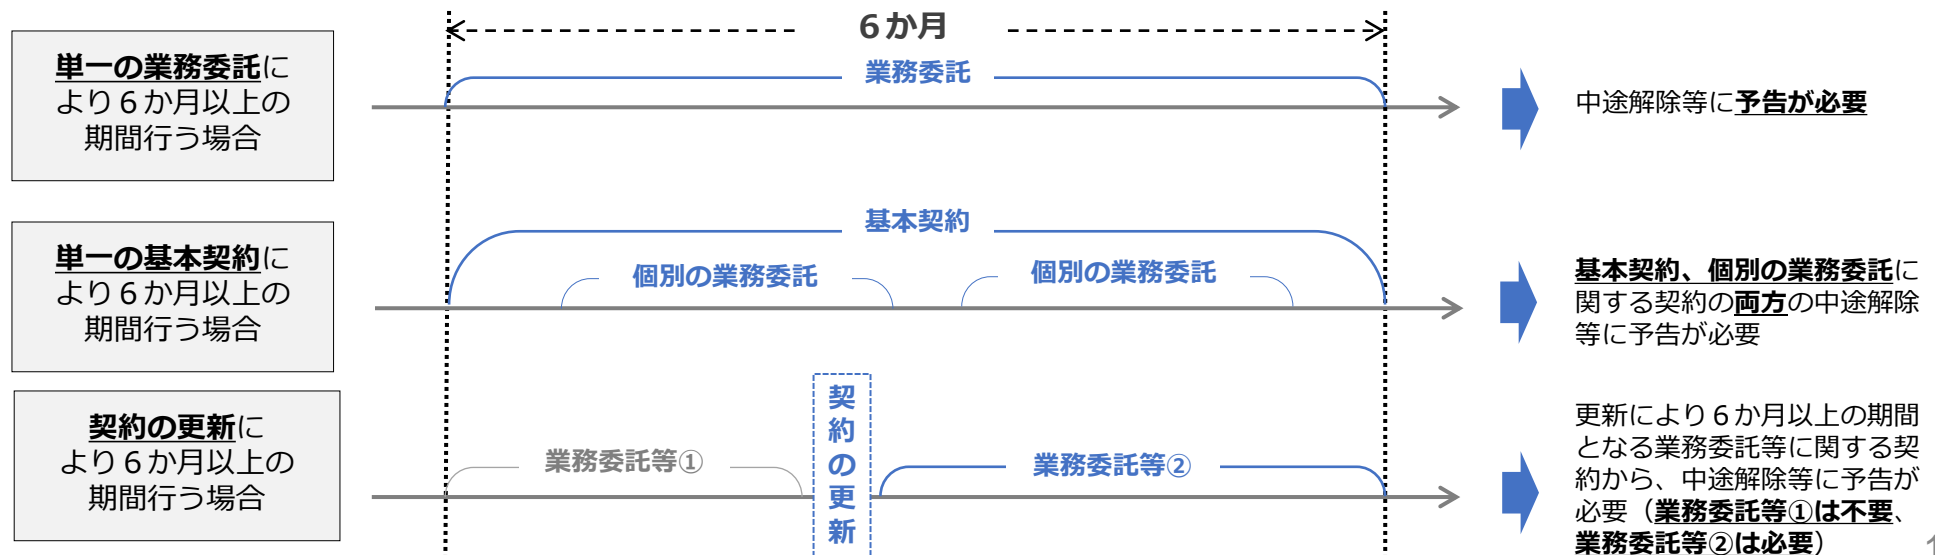 6か月
単一の業務委託に
より6か月以上の
期間行う場合
業務委託
中途解除等に予告が必要
単一の基本契約に
より6か月以上の
期間行う場合
基本契約
個別の業務委託
個別の業務委託
基本契約、個別の業務委託に
関する契約の両方の中途解除
等に予告が必要
契約の更新に
より6か月以上の
期間行う場合
業務委託等①
契約の更新
業務委託等②
更新により6か月以上の期間
となる業務委託等に関する契
約から、中途解除等に予告が
必要（業務委託等①は不要、
業務委託等②は必要）